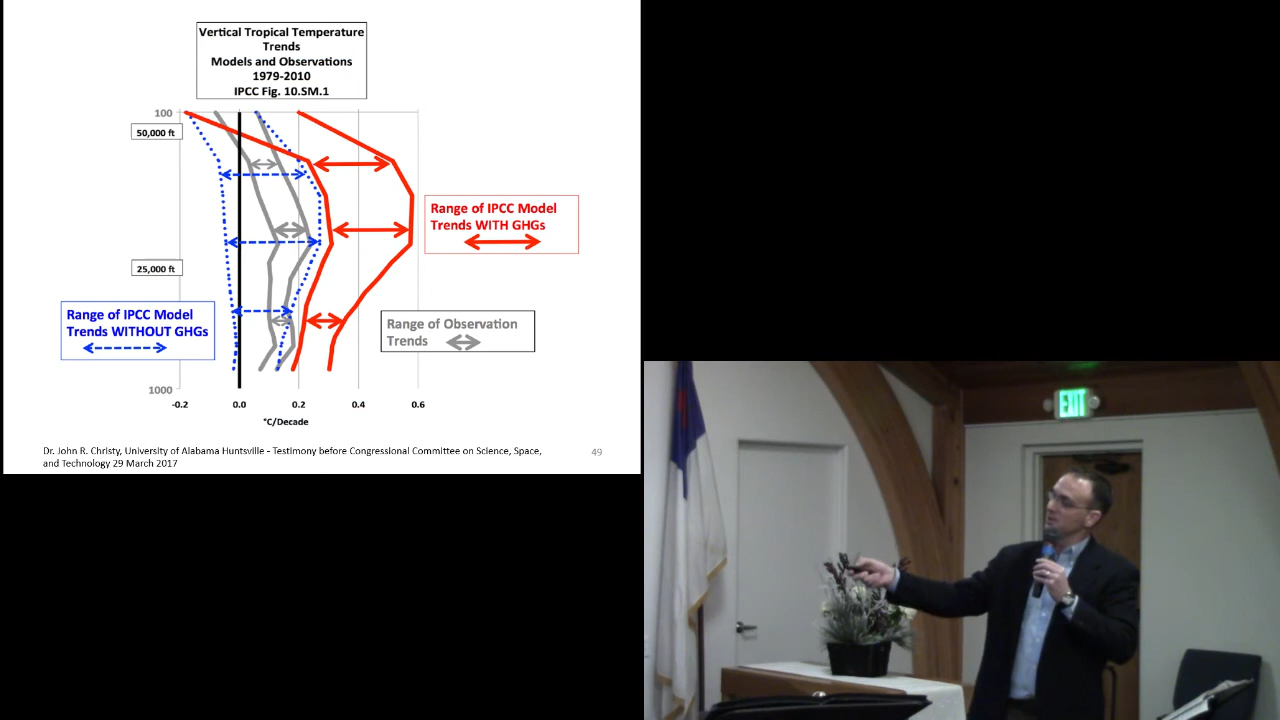 Vertical Tropical Temperature
Trends
Models and Observations
1979-2010
IPCC Fig. 10.SM.1
100
50,000 ft
Range of IPCC Model
Trends WITH GHGs
25,000 ft
Range of IPCC Model
Trends WITHOUT GHGs
Range of Observation
Trends
1000
-0.2 0.0 0.2 0.4 0.6
°C/Decade
Dr. John R. Christy, University of Alabama Huntsville - Testimony before Congressional Committee on Science, Space,
and Technology 29 March 2017
49
EXIT